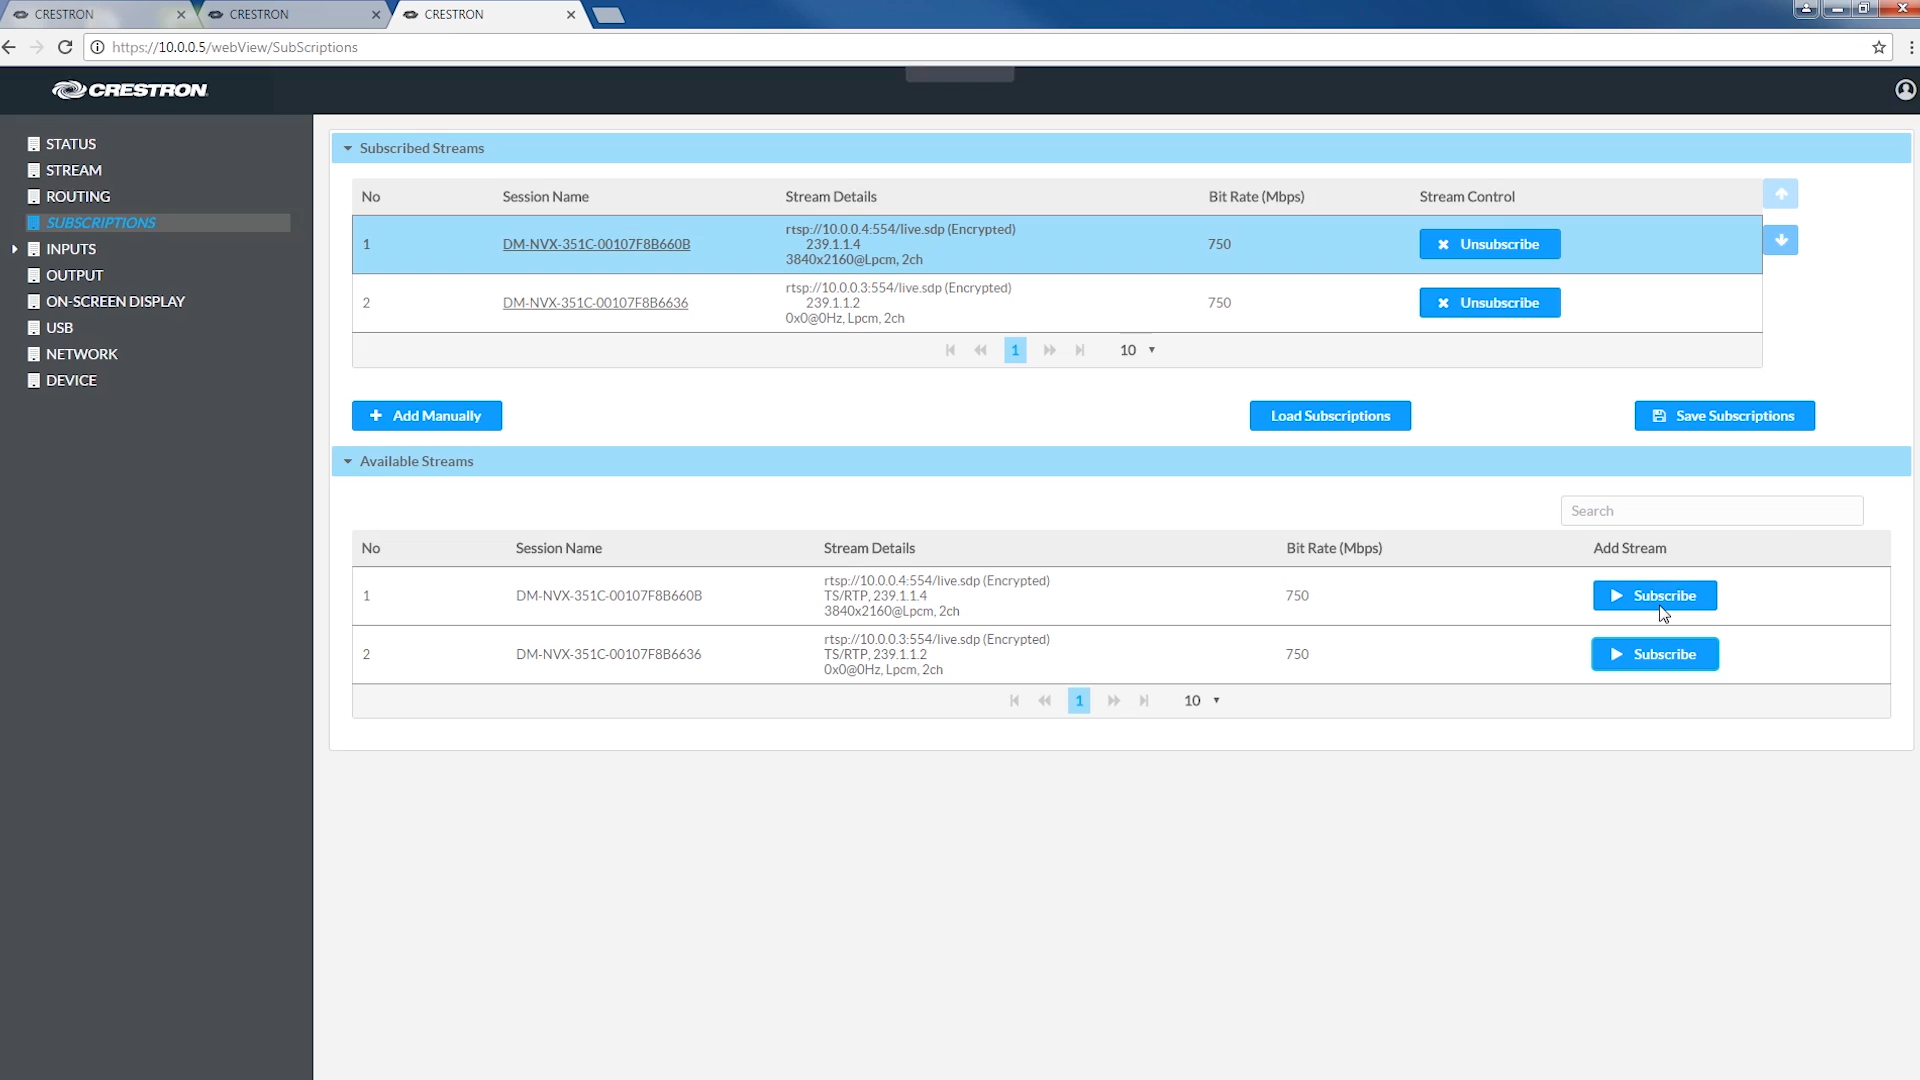 CRESTRON CRESTRON CRESTRON
https://10.0.0.5/webView/SubScriptions
CRESTRON
STATUS
STREAM
ROUTING
SUBSCRIPTIONS
INPUTS
OUTPUT
ON-SCREEN DISPLAY
USB
NETWORK
DEVICE
Subscribed Streams
No Session Name Stream Details Bit Rate (Mbps) Stream Control
1 DM-NVX-351C-00107F8B660B rtsp://10.0.0.4:554/live.sdp (Encrypted) 750 Unsubscribe
239.1.1.4
3840x2160@Lpcm, 2ch
2 DM-NVX-351C-00107F8B6636 rtsp://10.0.0.3:554/live.sdp (Encrypted) 750 Unsubscribe
239.1.1.2
0x0@0Hz, Lpcm, 2ch
1 10
Add Manually Load Subscriptions Save Subscriptions
Available Streams
Search
No Session Name Stream Details Bit Rate (Mbps) Add Stream
1 DM-NVX-351C-00107F8B660B rtsp://10.0.0.4:554/live.sdp (Encrypted) 750 Subscribe
TS/RTP, 239.1.1.4
3840x2160@Lpcm, 2ch
2 DM-NVX-351C-00107F8B6636 rtsp://10.0.0.3:554/live.sdp (Encrypted) 750 Subscribe
TS/RTP, 239.1.1.2
0x0@0Hz, Lpcm, 2ch
1 10